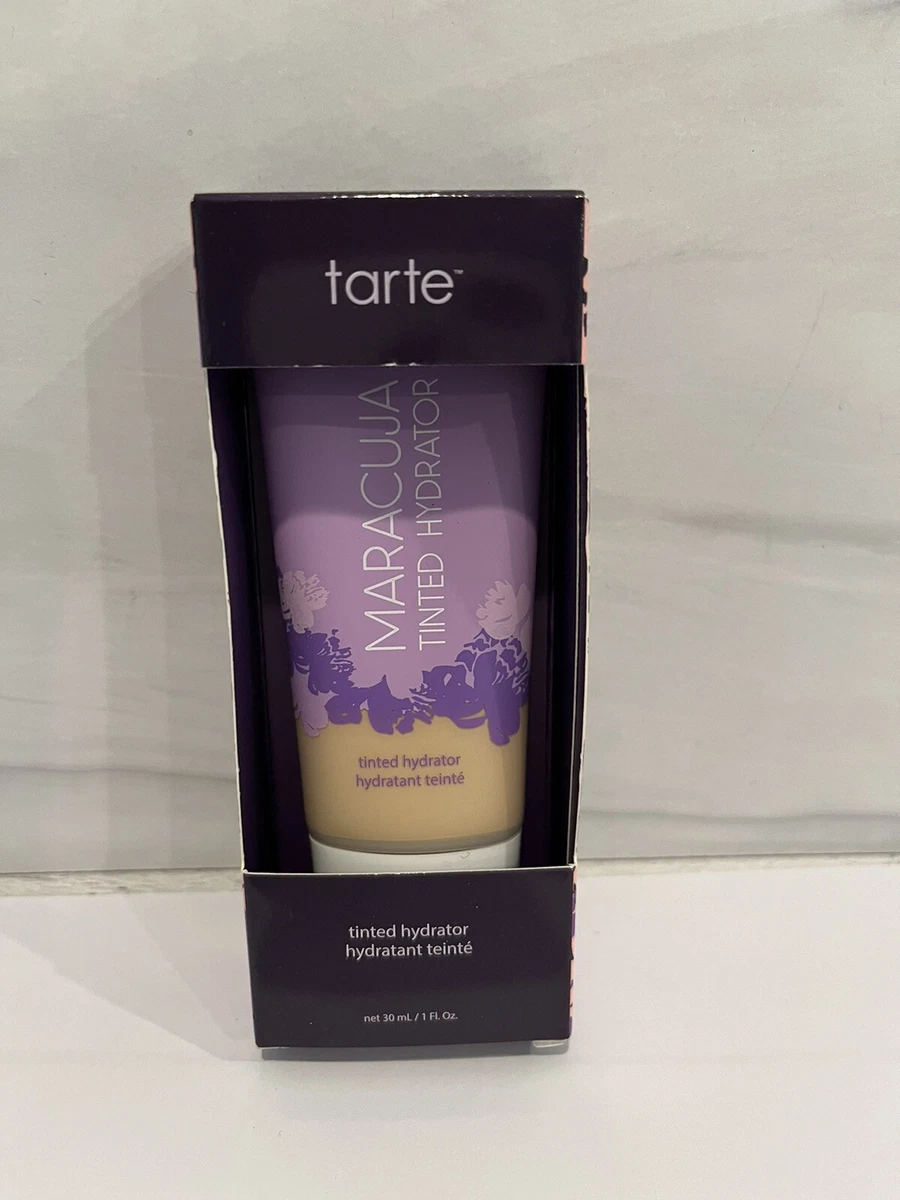 tarte™
MARACUJA
TINTED HYDRATOR
tinted hydrator
hydratant teinté
tinted hydrator
hydratant teinté
net 30 mL / 1 Fl. Oz.